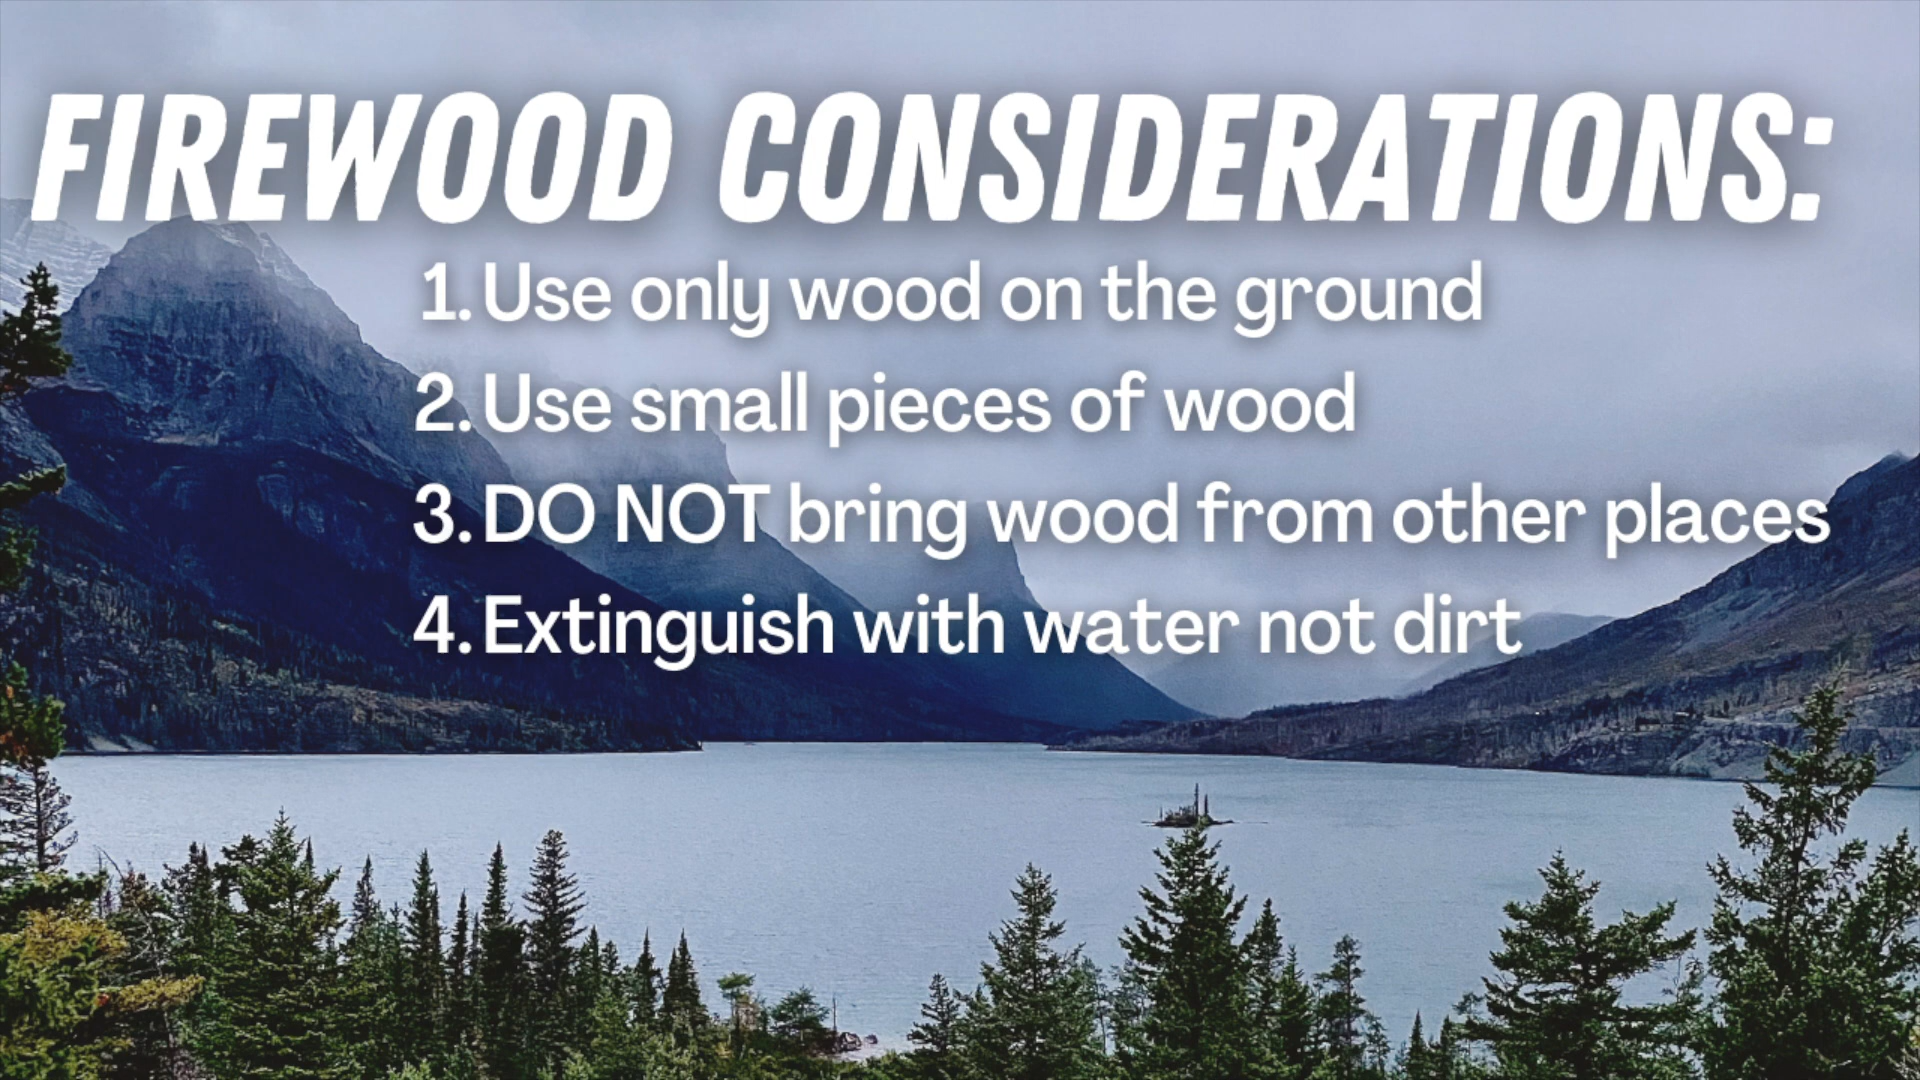 FIREWOOD CONSIDERATIONS:
1. Use only wood on the ground
2. Use small pieces of wood
3. DO NOT bring wood from other places
4. Extinguish with water not dirt